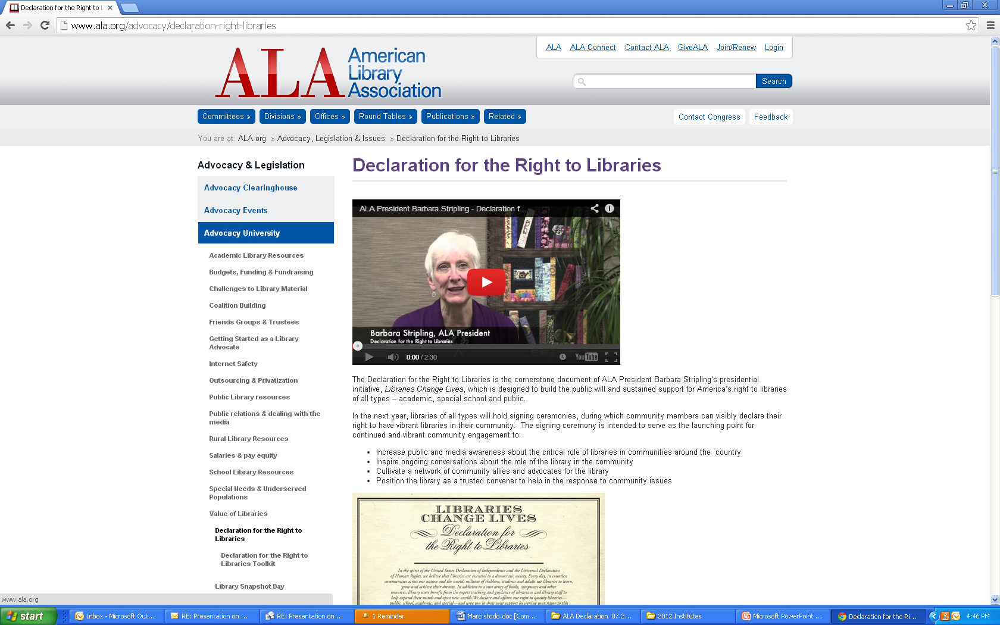 Declaration for the Right to L
www.ala.org/advocacy/declaration-right-libraries
ALA
American
Library
Association
ALA ALA Connect Contact ALA GiveALA Join/Renew Login
Search
Committees » Divisions » Offices » Round Tables » Publications » Related »
Contact Congress Feedback
You are at: ALA.org » Advocacy, Legislation & Issues » Declaration for the Right to Libraries
Advocacy & Legislation
Advocacy Clearinghouse
Advocacy Events
Advocacy University
Academic Library Resources
Budgets, Funding & Fundraising
Challenges to Library Material
Coalition Building
Friends Groups & Trustees
Getting Started as a Library
Advocate
Internet Safety
Outsourcing & Privatization
Public Library resources
Public relations & dealing with the
media
Rural Library Resources
Salaries & pay equity
School Library Resources
Special Needs & Underserved
Populations
Value of Libraries
Declaration for the Right to
Libraries
Declaration for the Right to
Libraries Toolkit
Library Snapshot Day
Declaration for the Right to Libraries
ALA President Barbara Stripling - Declaration f...
Barbara Stripling, ALA President
Declaration for the Right to Libraries
0:00 / 2:30
YouTube
The Declaration for the Right to Libraries is the cornerstone document of ALA President Barbara Stripling's presidential
initiative, Libraries Change Lives, which is designed to build the public will and sustained support for America's right to libraries
of all types – academic, special school and public.
In the next year, libraries of all types will hold signing ceremonies, during which community members can visibly declare their
right to have vibrant libraries in their community. The signing ceremony is intended to serve as the launching point for
continued and vibrant community engagement to:
• Increase public and media awareness about the critical role of libraries in communities around the country
• Inspire ongoing conversations about the role of the library in the community
• Cultivate a network of community allies and advocates for the library
• Position the library as a trusted convener to help in the response to community issues
LIBRARIES
CHANGE LIVES
Declaration for
the Right to Libraries
In the spirit of the United States Declaration of Independence and the Universal Declaration
of Human Rights, we believe that libraries are essential to a democratic society. Every day, in countless
communities across our nation and the world, millions of children, students and adults use libraries to learn,
grow and achieve their dreams. In addition to a vast array of books, computers and other
resources, library users benefit from the expert teaching and guidance of librarians and library staff to
help expand their minds and open new worlds. We declare and affirm our right to quality libraries–
public, school, academic, and special—and urge you to show your support by signing your name to this
www.ala.org
start
Inbox - Microsoft Out...
RE: Presentation on ...
RE: Presentation on ...
1 Reminder
Marci'stodo.doc [Com...
ALA Declaration 07.2...
2012 Institutes
Microsoft PowerPoint ...
Declaration for the Ri...
4:46 PM